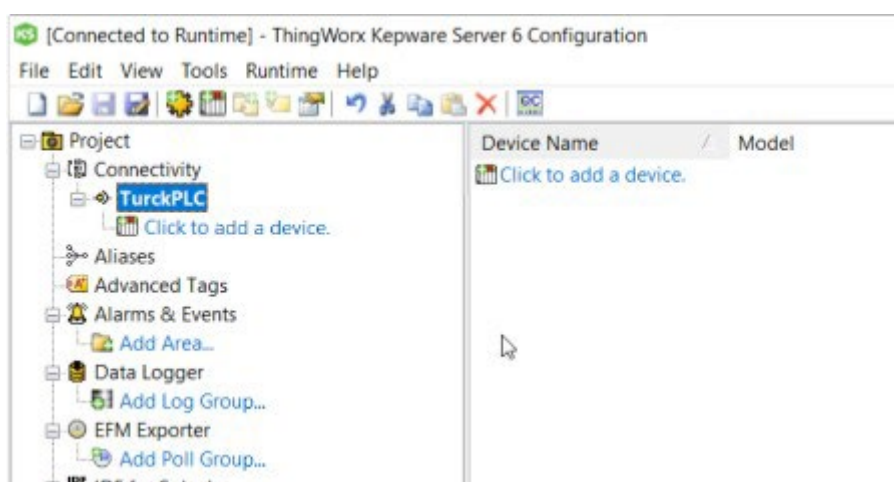 [Connected to Runtime] - ThingWorx Kepware Server 6 Configuration
File Edit View Tools Runtime Help
Project
Connectivity
TurckPLC
Click to add a device.
Aliases
Advanced Tags
Alarms & Events
Add Area...
Data Logger
Add Log Group...
EFM Exporter
Add Poll Group...
Device Name / Model
Click to add a device.